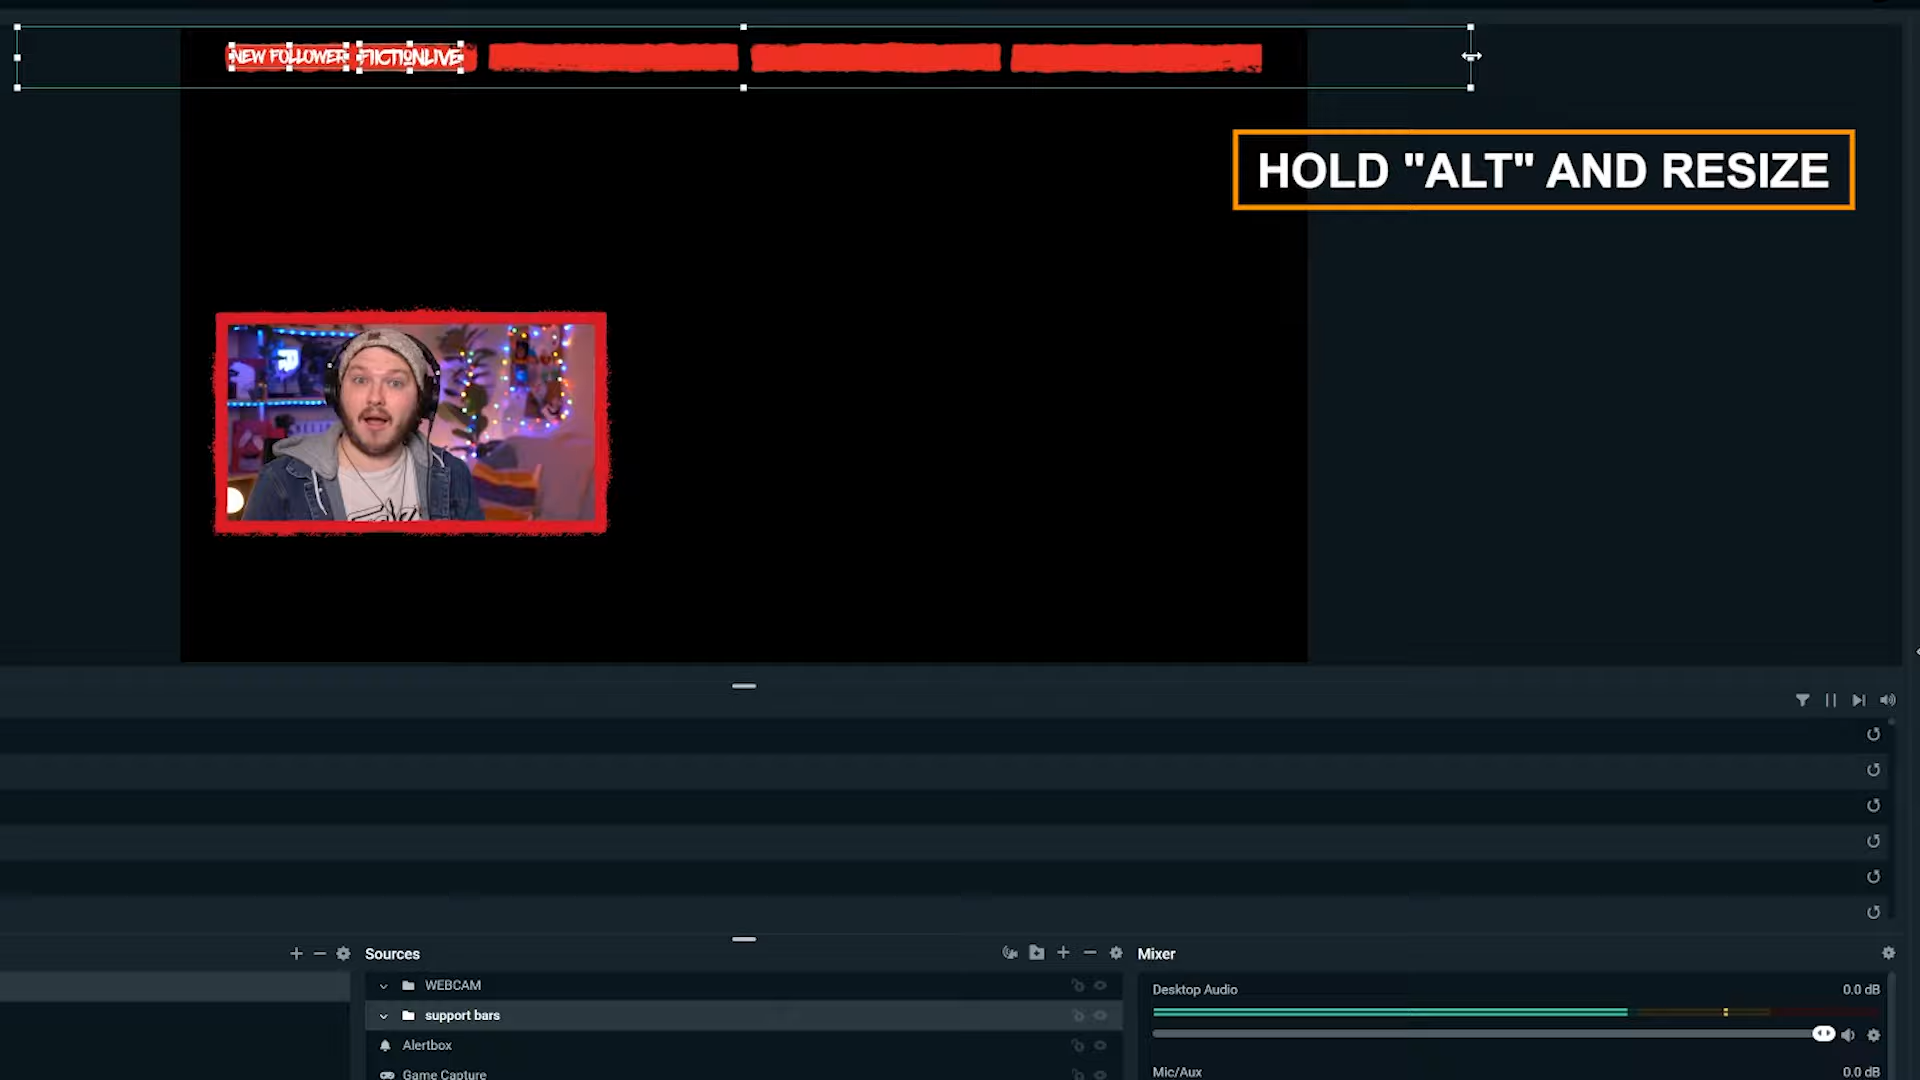 NEW FOLLOWER FIICTIONLIVE
HOLD "ALT" AND RESIZE
Sources
Mixer
WEBCAM
support bars
Alertbox
Game Capture
Desktop Audio
0.0 dB
Mic/Aux
0.0 dB